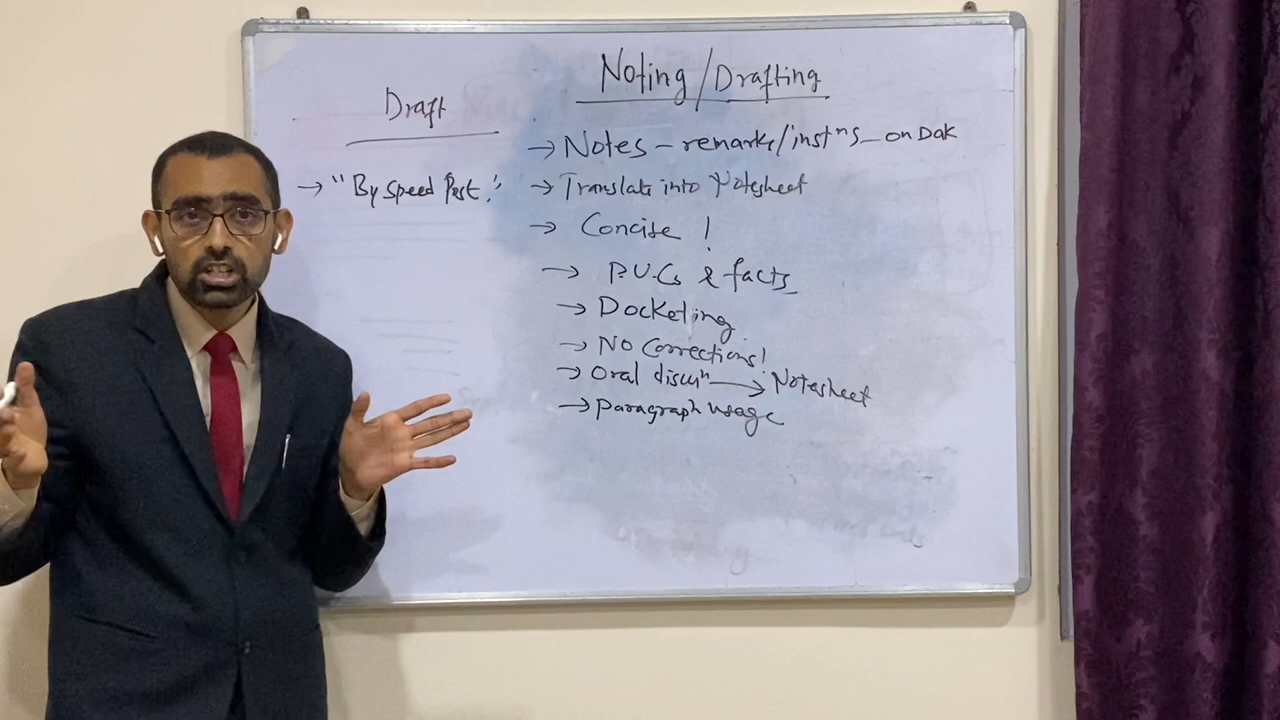 Noting/Drafting
→ Notes - remarks/instⁿs - on Dak
→ Translate into Notesheet
→ Concise !
→ P.U.Cs & facts
→ Docketing
→ NO Corrections!
→ Oral discuⁿ → Notesheet
→ paragraph usage
Draft
→ "By Speed Post."